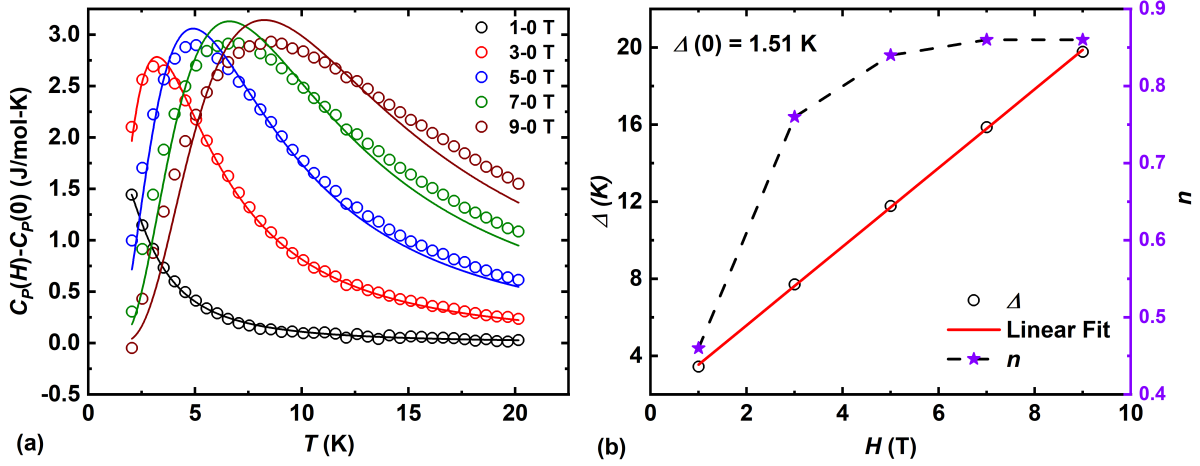 3.0
2.5
2.0
1.5
1.0
0.5
0.0
-0.5
C_P(H)-C_P(0) (J/mol-K)
1-0 T
3-0 T
5-0 T
7-0 T
9-0 T
0 5 10 15 20
T (K)
(a)
20
16
12
8
4
Δ (K)
Δ (0) = 1.51 K
Δ
Linear Fit
n
0.9
0.8
0.7
0.6
0.5
0.4
n
0 2 4 6 8 10
H (T)
(b)